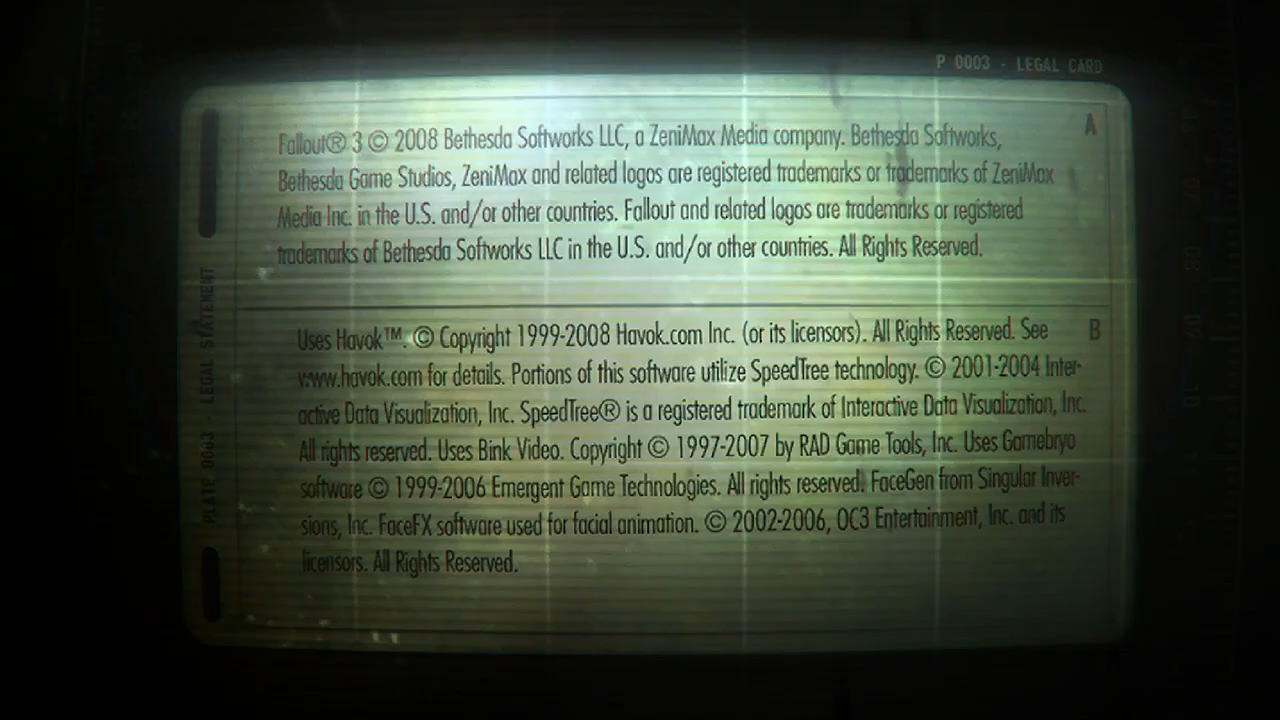 P 0003 - LEGAL CARD
A
Fallout® 3 © 2008 Bethesda Softworks LLC, a ZeniMax Media company. Bethesda Softworks,
Bethesda Game Studios, ZeniMax and related logos are registered trademarks or trademarks of ZeniMax
Media Inc. in the U.S. and/or other countries. Fallout and related logos are trademarks or registered
trademarks of Bethesda Softworks LLC in the U.S. and/or other countries. All Rights Reserved.
PLATE 0003 - LEGAL STATEMENT
B
Uses Havok™. © Copyright 1999-2008 Havok.com Inc. (or its licensors). All Rights Reserved. See
www.havok.com for details. Portions of this software utilize SpeedTree technology. © 2001-2004 Inter-
active Data Visualization, Inc. SpeedTree® is a registered trademark of Interactive Data Visualization, Inc.
All rights reserved. Uses Bink Video. Copyright © 1997-2007 by RAD Game Tools, Inc. Uses Gamebryo
software © 1999-2006 Emergent Game Technologies. All rights reserved. FaceGen from Singular Inver-
sions, Inc. FaceFX software used for facial animation. © 2002-2006, OC3 Entertainment, Inc. and its
licensors. All Rights Reserved.